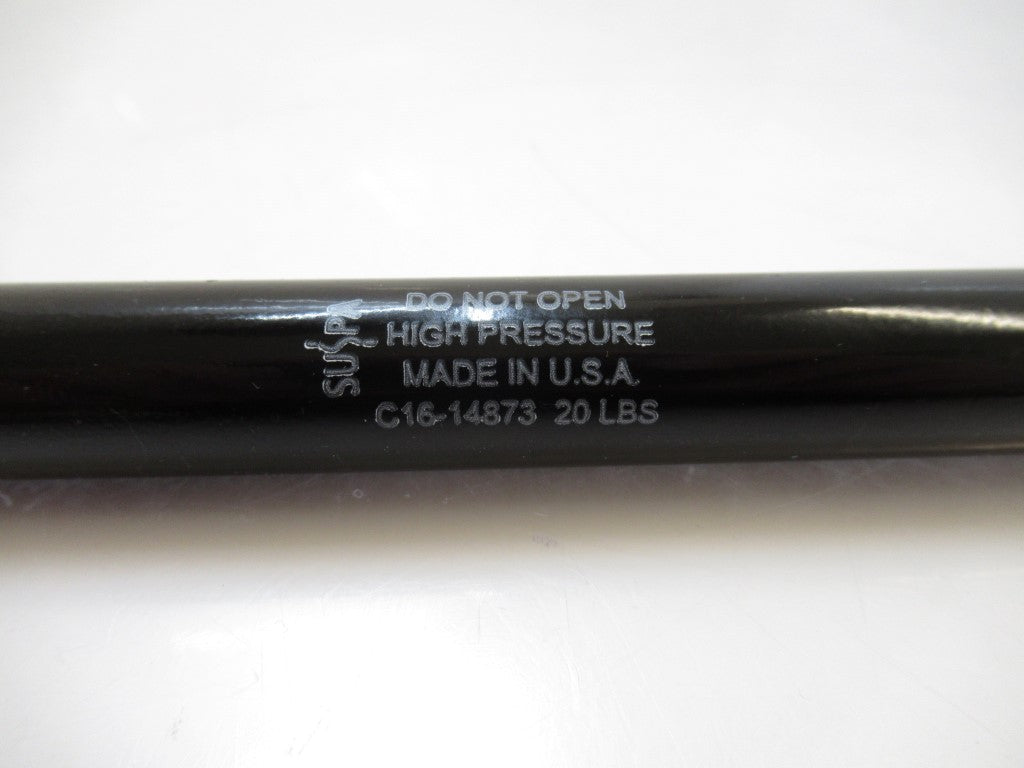 SUSPA
DO NOT OPEN
HIGH PRESSURE
MADE IN U.S.A.
C16-14873 20 LBS